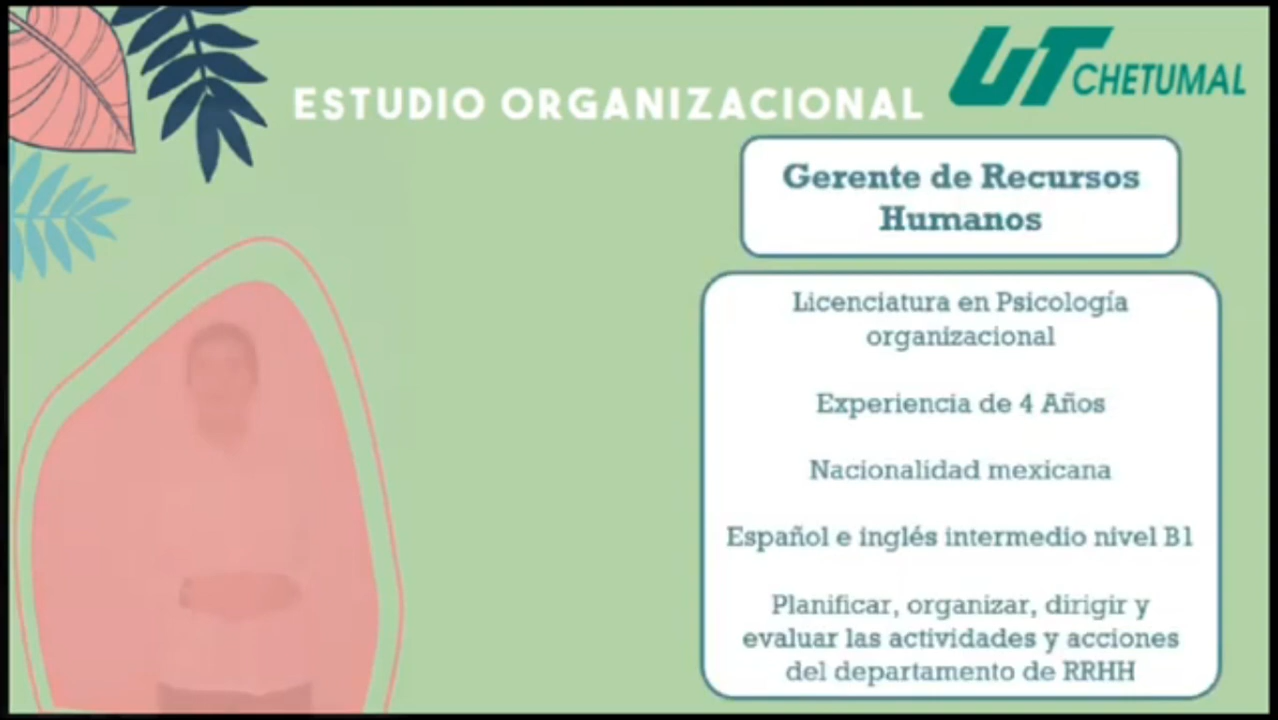 ESTUDIO ORGANIZACIONAL
UT CHETUMAL
Gerente de Recursos
Humanos
Licenciatura en Psicología
organizacional
Experiencia de 4 Años
Nacionalidad mexicana
Español e inglés intermedio nivel B1
Planificar, organizar, dirigir y
evaluar las actividades y acciones
del departamento de RRHH